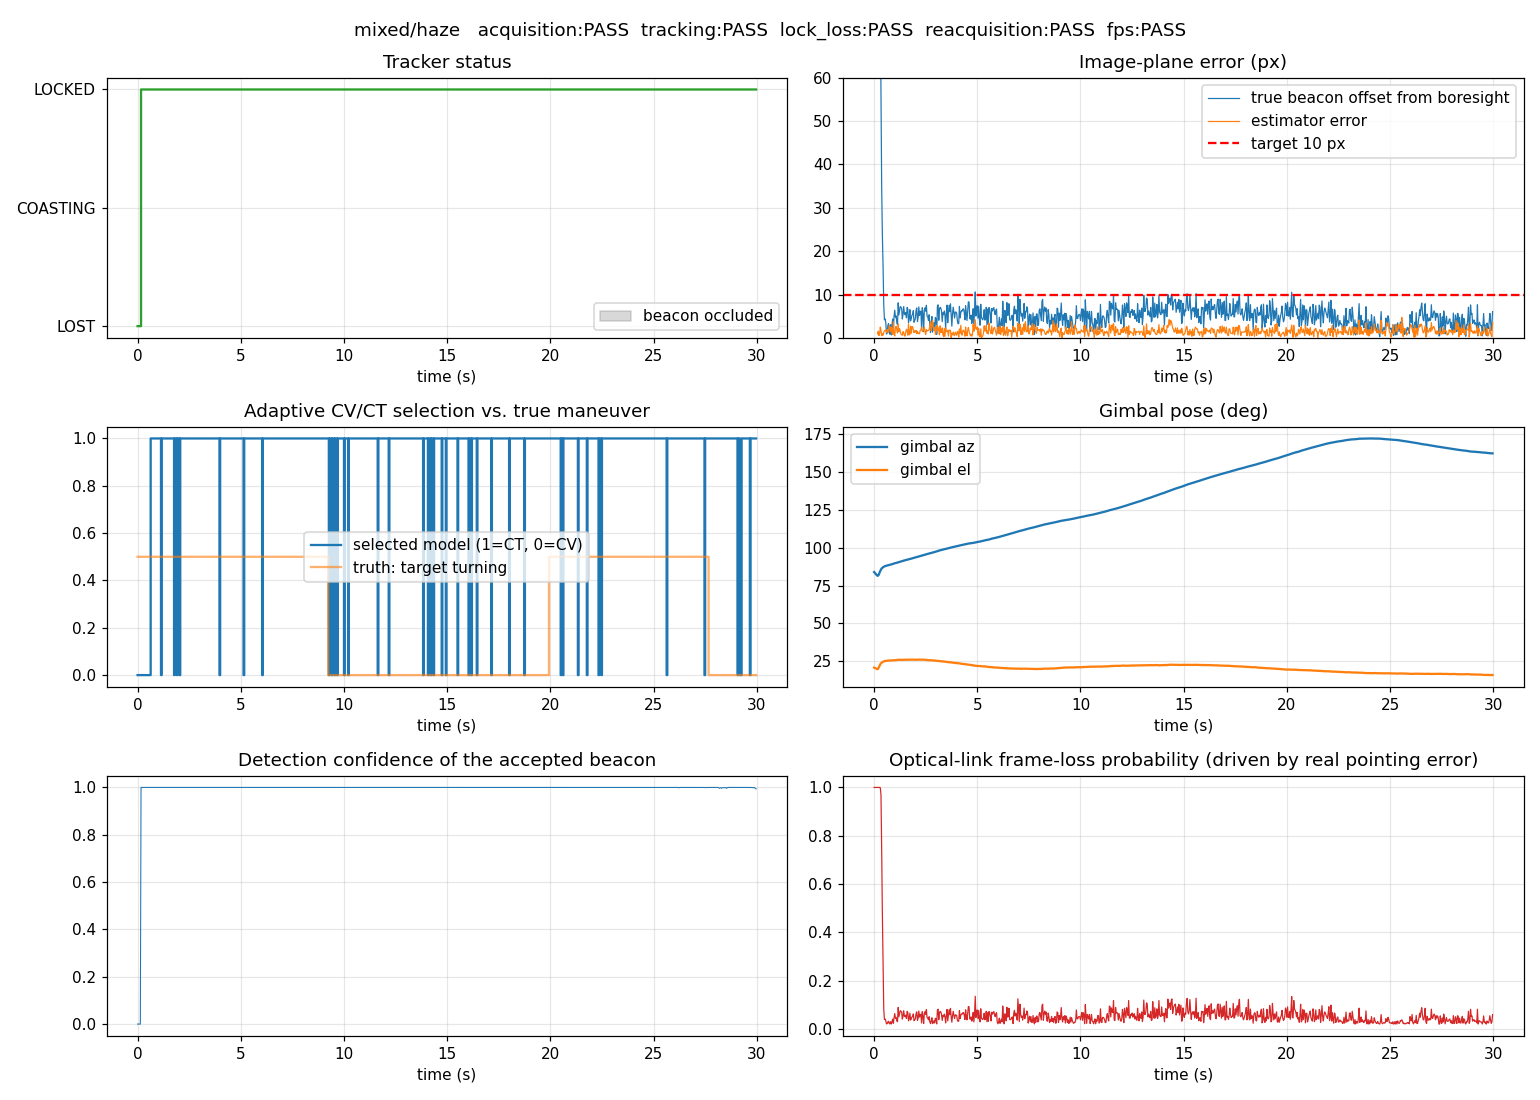 mixed/haze   acquisition:PASS  tracking:PASS  lock_loss:PASS  reacquisition:PASS  fps:PASS
Tracker status
LOCKED
COASTING
LOST
beacon occluded
0 5 10 15 20 25 30
time (s)
Image-plane error (px)
60
50
40
30
20
10
0
true beacon offset from boresight
estimator error
target 10 px
0 5 10 15 20 25 30
time (s)
Adaptive CV/CT selection vs. true maneuver
1.0
0.8
0.6
0.4
0.2
0.0
selected model (1=CT, 0=CV)
truth: target turning
0 5 10 15 20 25 30
time (s)
Gimbal pose (deg)
175
150
125
100
75
50
25
gimbal az
gimbal el
0 5 10 15 20 25 30
time (s)
Detection confidence of the accepted beacon
1.0
0.8
0.6
0.4
0.2
0.0
0 5 10 15 20 25 30
time (s)
Optical-link frame-loss probability (driven by real pointing error)
1.0
0.8
0.6
0.4
0.2
0.0
0 5 10 15 20 25 30
time (s)